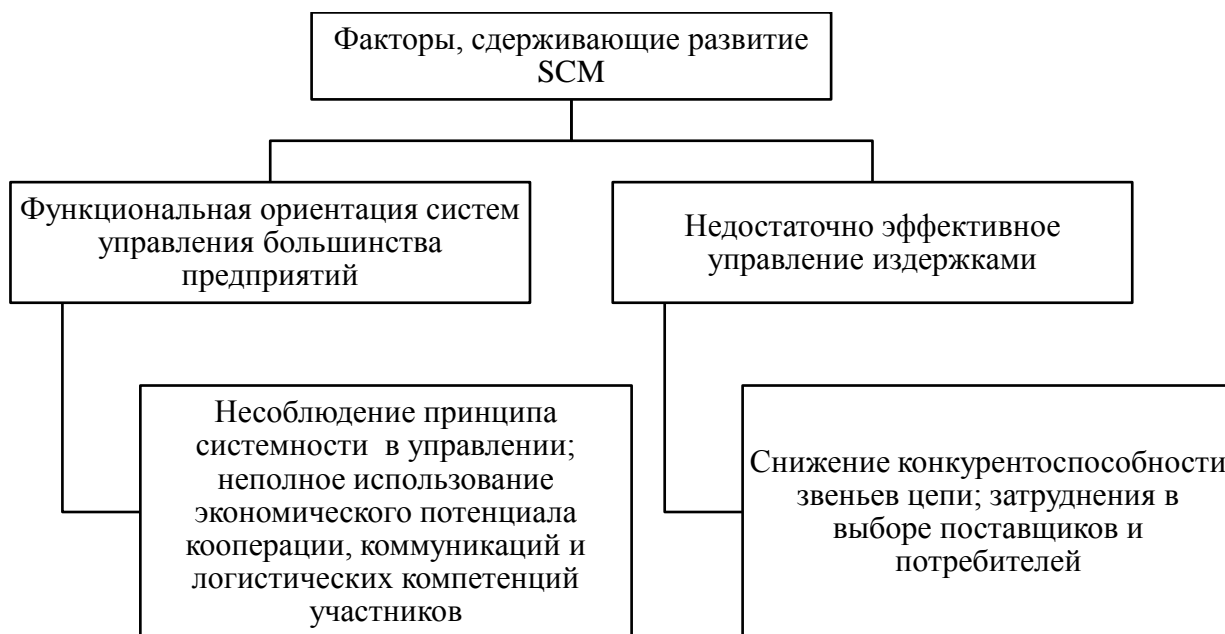 Факторы, сдерживающие развитие
SCM
Функциональная ориентация систем
управления большинства
предприятий
Недостаточно эффективное
управление издержками
Несоблюдение принципа
системности  в управлении;
неполное использование
экономического потенциала
кооперации, коммуникаций и
логистических компетенций
участников
Снижение конкурентоспособности
звеньев цепи; затруднения в
выборе поставщиков и
потребителей